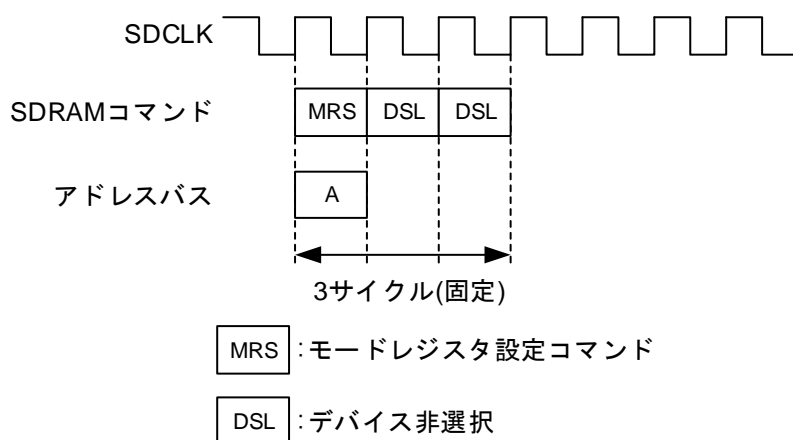 SDCLK
SDRAMコマンド MRS DSL DSL
アドレスバス A
3サイクル(固定)
MRS :モードレジスタ設定コマンド
DSL :デバイス非選択